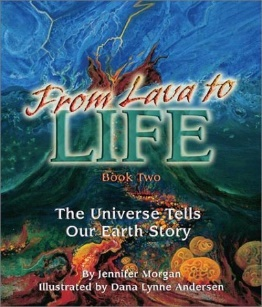 From Lava to
LIFE
Book Two
The Universe Tells
Our Earth Story
By Jennifer Morgan
Illustrated by Dana Lynne Andersen